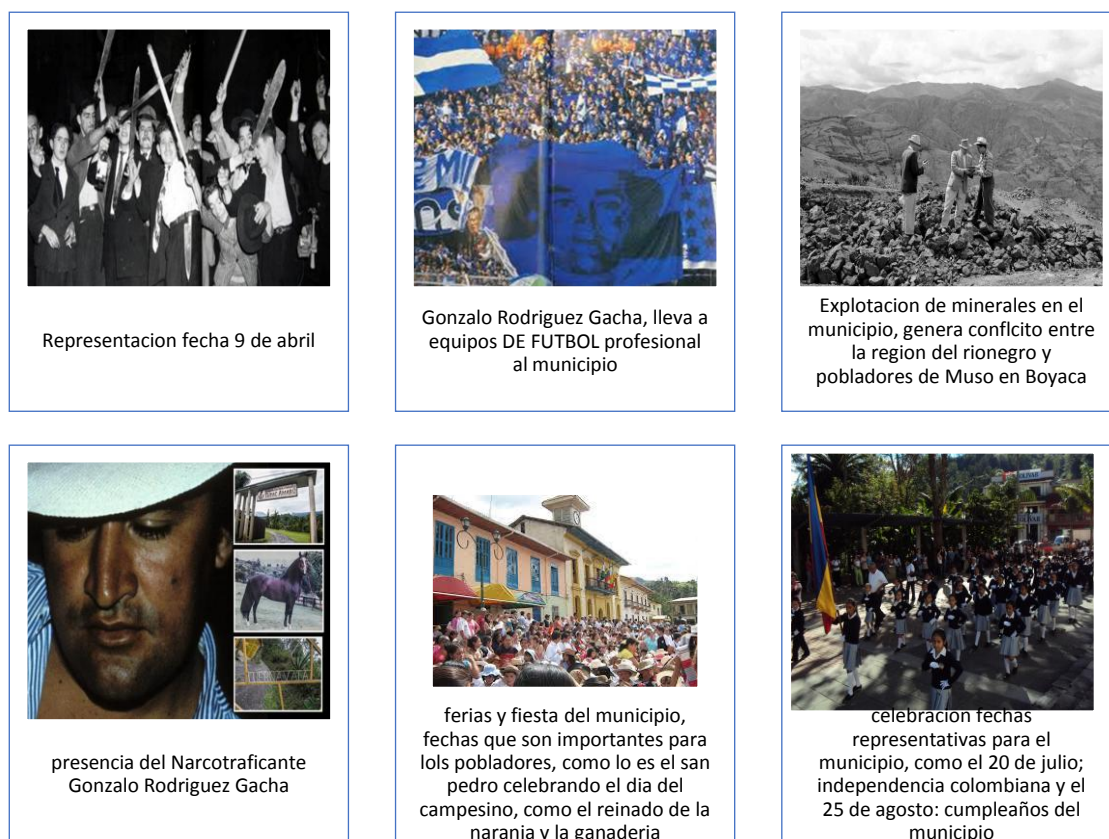 Representacion fecha 9 de abril
Gonzalo Rodriguez Gacha, lleva a
equipos DE FUTBOL profesional
al municipio
Explotacion de minerales en el
municipio, genera conflcito entre
la region del rionegro y
pobladores de Muso en Boyaca
presencia del Narcotraficante
Gonzalo Rodriguez Gacha
ferias y fiesta del municipio,
fechas que son importantes para
lols pobladores, como lo es el san
pedro celebrando el dia del
campesino, como el reinado de la
naranja y la ganaderia
celebracion fechas
representativas para el
municipio, como el 20 de julio;
independencia colombiana y el
25 de agosto: cumpleaños del
municipio